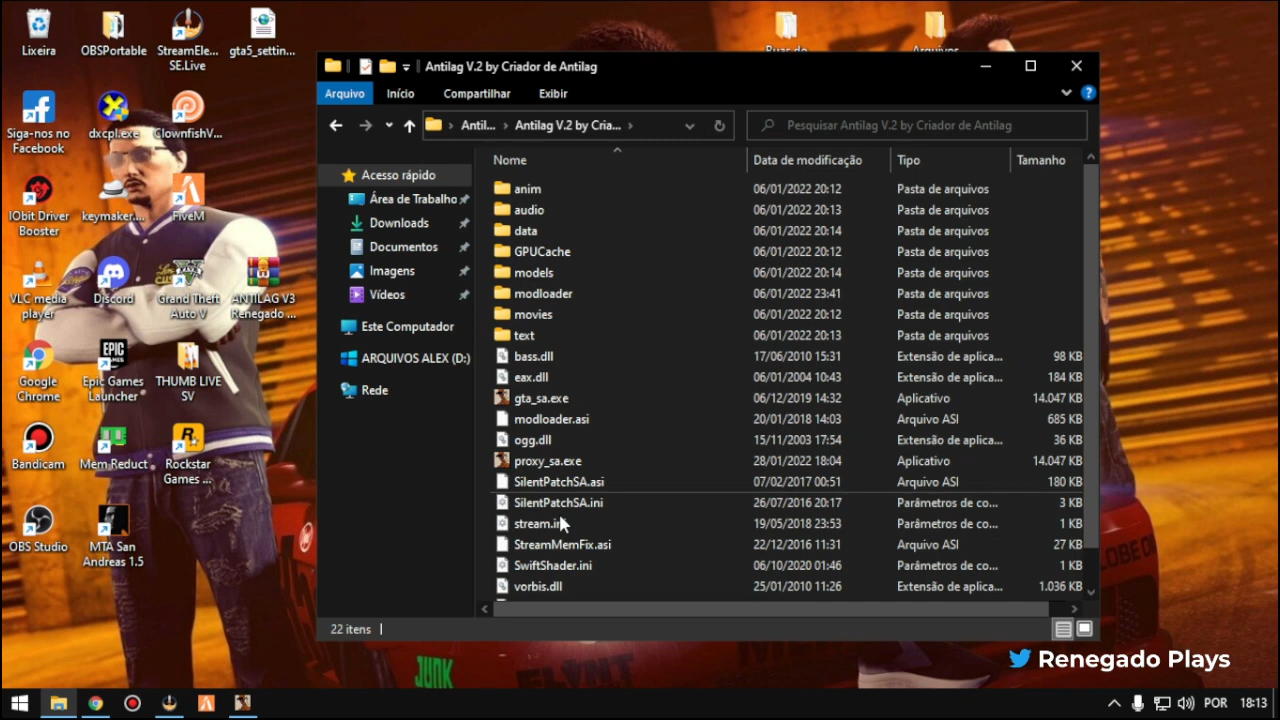 Lixeira
OBSPortable
StreamEle...
SE.Live
gta5_settin...
Siga-nos no
Facebook
dxcpl.exe
ClownfishV...
IObit Driver
Booster
keymaker....
FiveM
VLC media
player
Discord
Grand Theft
Auto V
ANTILAG V3
Renegado ...
Google
Chrome
Epic Games
Launcher
THUMB LIVE
SV
Bandicam
Mem Reduct
Rockstar
Games ...
OBS Studio
MTA San
Andreas 1.5
EPIC
GAMES
MTA
Ruas do
Arquivos
Antilag V.2 by Criador de Antilag
Arquivo
Início
Compartilhar
Exibir
Antil... › Antilag V.2 by Cria... ›
Pesquisar Antilag V.2 by Criador de Antilag
Acesso rápido
Área de Trabalho
Downloads
Documentos
Imagens
Vídeos
Este Computador
ARQUIVOS ALEX (D:)
Rede
Nome Data de modificação Tipo Tamanho
anim 06/01/2022 20:12 Pasta de arquivos
audio 06/01/2022 20:13 Pasta de arquivos
data 06/01/2022 20:14 Pasta de arquivos
GPUCache 06/01/2022 20:12 Pasta de arquivos
models 06/01/2022 20:14 Pasta de arquivos
modloader 06/01/2022 23:41 Pasta de arquivos
movies 06/01/2022 20:12 Pasta de arquivos
text 06/01/2022 20:13 Pasta de arquivos
bass.dll 17/06/2010 15:31 Extensão de aplica... 98 KB
eax.dll 06/01/2004 10:43 Extensão de aplica... 184 KB
gta_sa.exe 06/12/2019 14:32 Aplicativo 14.047 KB
modloader.asi 20/01/2018 14:03 Arquivo ASI 685 KB
ogg.dll 15/11/2003 17:54 Extensão de aplica... 36 KB
proxy_sa.exe 28/01/2022 18:04 Aplicativo 14.047 KB
SilentPatchSA.asi 07/02/2017 00:51 Arquivo ASI 180 KB
SilentPatchSA.ini 26/07/2016 20:17 Parâmetros de co... 3 KB
stream.in 19/05/2018 23:53 Parâmetros de co... 1 KB
StreamMemFix.asi 22/12/2016 11:31 Arquivo ASI 27 KB
SwiftShader.ini 06/10/2020 01:46 Parâmetros de co... 1 KB
vorbis.dll 25/01/2010 11:26 Extensão de aplica... 1.036 KB
22 itens
JUNK
Renegado Plays
POR
18:13